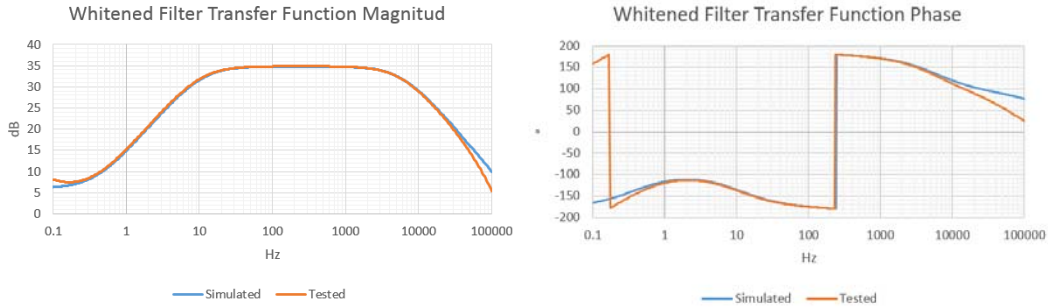 Whitened Filter Transfer Function Magnitud
40
35
30
25
20
15
10
5
0
dB
0.1 1 10 100 1000 10000 100000
Hz
Simulated Tested
Whitened Filter Transfer Function Phase
200
150
100
50
0
-50
-100
-150
-200
°
0.1 1 10 100 1000 10000 100000
Hz
Simulated Tested